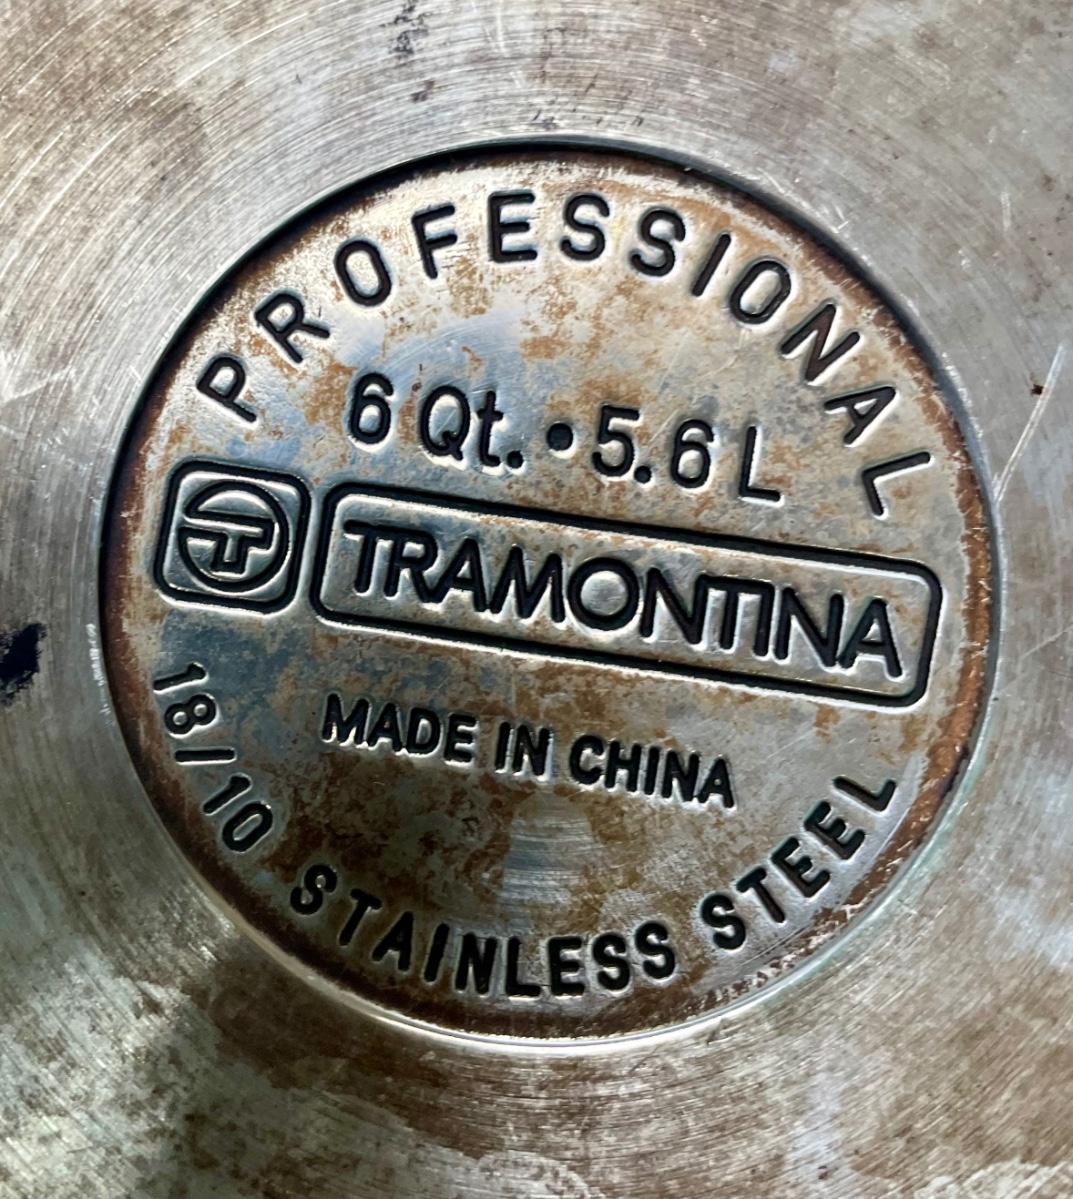 PROFESSIONAL
6 Qt. • 5.6 L
TRAMONTINA
MADE IN CHINA
18/10 STAINLESS STEEL